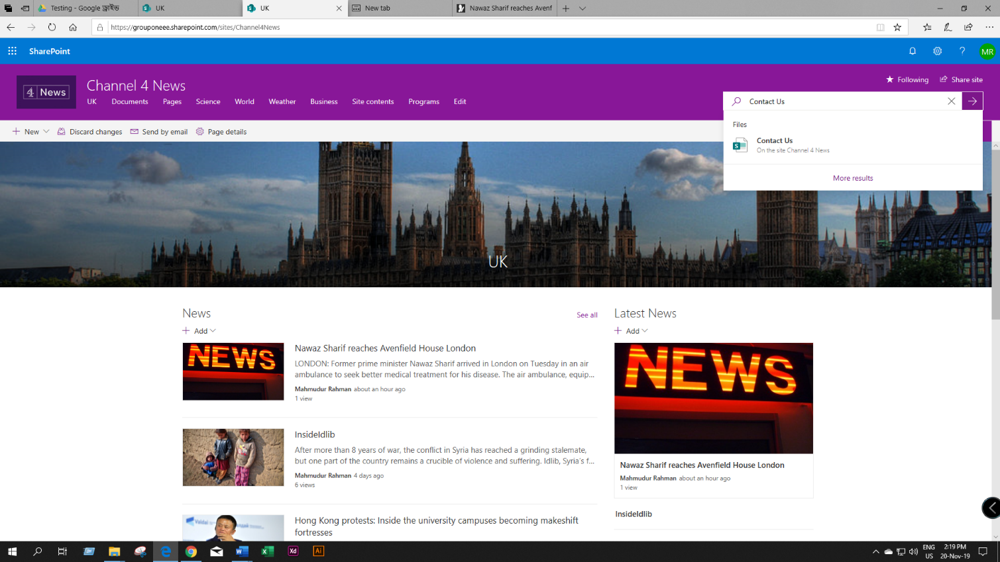 Testing - Google ড্রাইভ
UK
UK
New tab
Nawaz Sharif reaches Avenf
https://grouponeee.sharepoint.com/sites/Channel4News
SharePoint
MR
4 News
Channel 4 News
Following
Share site
UK
Documents
Pages
Science
World
Weather
Business
Site contents
Programs
Edit
Contact Us
Files
Contact Us
On the site Channel 4 News
More results
New
Discard changes
Send by email
Page details
UK
News
See all
Add
NEWS
Nawaz Sharif reaches Avenfield House London
LONDON: Former prime minister Nawaz Sharif arrived in London on Tuesday in an air
ambulance to seek better medical treatment for his disease. The air ambulance, equip...
Mahmudur Rahman about an hour ago
1 view
InsideIdlib
After more than 8 years of war, the conflict in Syria has reached a grinding stalemate,
but one part of the country remains a crucible of violence and suffering. Idlib, Syria's f...
Mahmudur Rahman 4 days ago
6 views
Valdai
Hong Kong protests: Inside the university campuses becoming makeshift
fortresses
Latest News
Add
NEWS
Nawaz Sharif reaches Avenfield House London
Mahmudur Rahman about an hour ago
1 view
InsideIdlib
Xd
Ai
ENG
US
2:19 PM
20-Nov-19